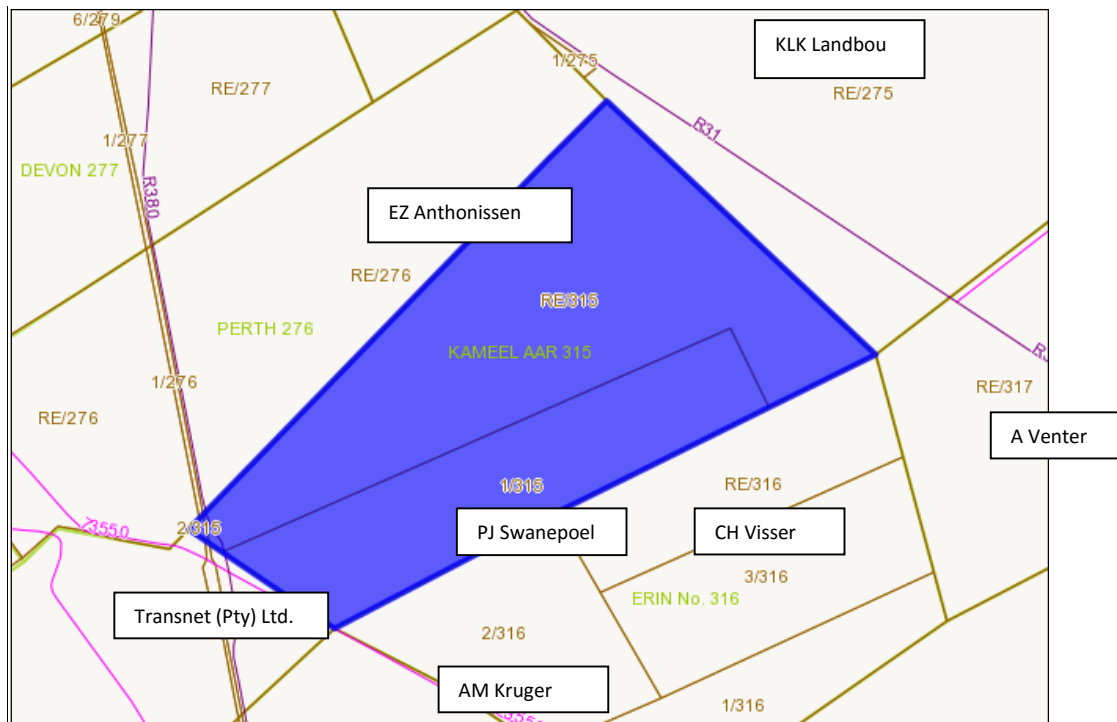 6/279
KLK Landbou
1/275
RE/277
RE/275
R31
1/277
DEVON 277
R380
EZ Anthonissen
RE/276
RE/315
PERTH 276
KAMEEL AAR 315
1/276
RE/317
RE/276
A Venter
1/315
RE/316
2/315
PJ Swanepoel
CH Visser
3/316
ERIN No. 316
Transnet (Pty) Ltd.
2/316
AM Kruger
1/316